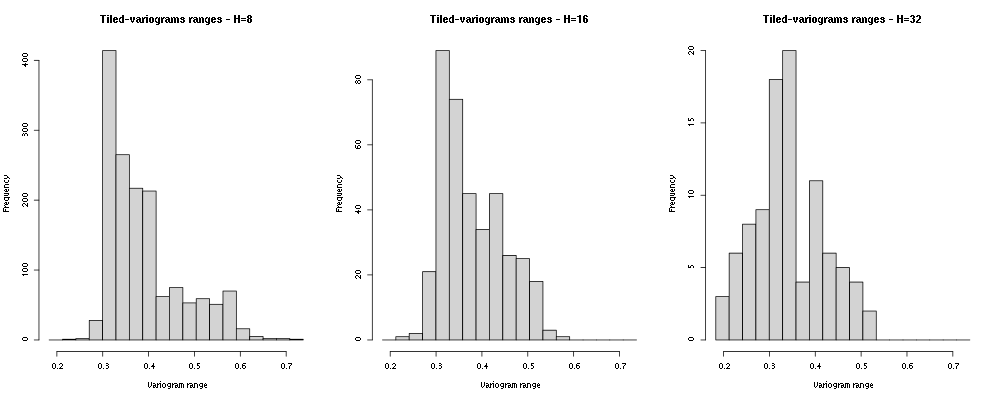 Tiled-variograms ranges - H=8
Tiled-variograms ranges - H=16
Tiled-variograms ranges - H=32
Frequency
0
100
200
300
400
0.2 0.3 0.4 0.5 0.6 0.7
Variogram range
Frequency
0
20
40
60
80
0.2 0.3 0.4 0.5 0.6 0.7
Variogram range
Frequency
0
5
10
15
20
0.2 0.3 0.4 0.5 0.6 0.7
Variogram range